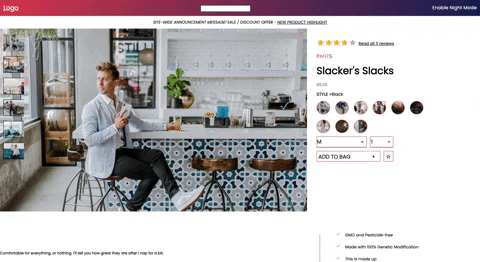 Logo
Enable Night Mode
SITE-WIDE ANNOUNCEMENT MESSAGE! SALE / DISCOUNT OFFER - NEW PRODUCT HIGHLIGHT
Read all 3 reviews
PANTS
Slacker's Slacks
STYLE >Black
M
1
ADD TO BAG +
GMO and Pesticide Free
Made with 100% Genetic Modification
This is made up
Comfortable for everything, or nothing. I'll tell you how great they are after I nap for a bit.